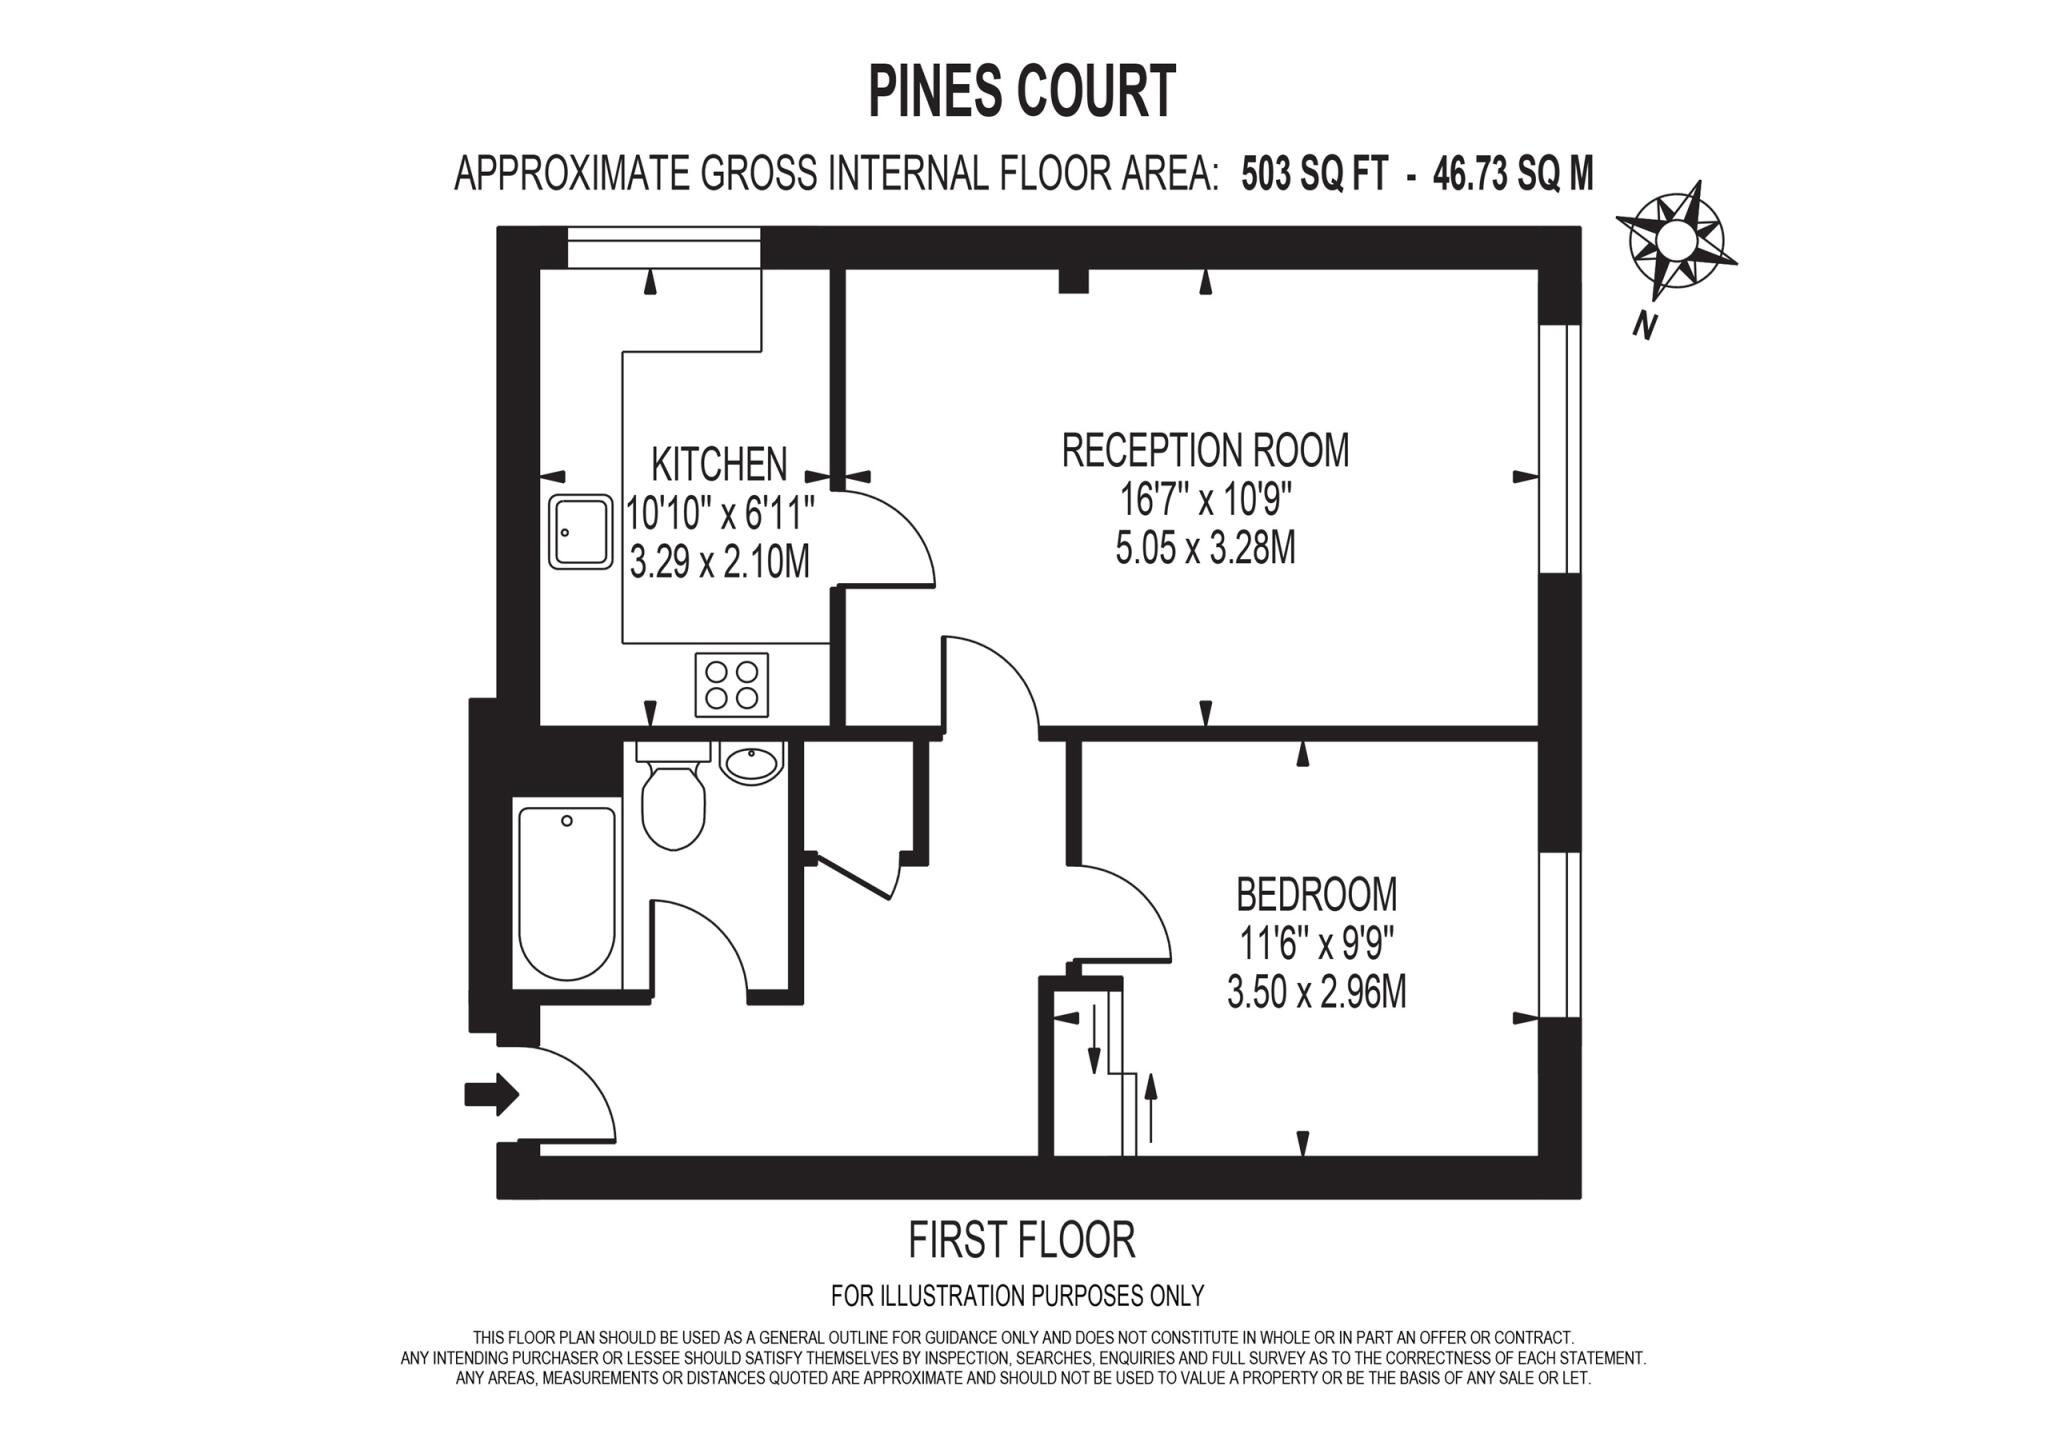 PINES COURT
APPROXIMATE GROSS INTERNAL FLOOR AREA: 503 SQ FT - 46.73 SQ M
N
KITCHEN
10'10" x 6'11"
3.29 x 2.10M
RECEPTION ROOM
16'7" x 10'9"
5.05 x 3.28M
BEDROOM
11'6" x 9'9"
3.50 x 2.96M
FIRST FLOOR
FOR ILLUSTRATION PURPOSES ONLY
THIS FLOOR PLAN SHOULD BE USED AS A GENERAL OUTLINE FOR GUIDANCE ONLY AND DOES NOT CONSTITUTE IN WHOLE OR IN PART AN OFFER OR CONTRACT.
ANY INTENDING PURCHASER OR LESSEE SHOULD SATISFY THEMSELVES BY INSPECTION, SEARCHES, ENQUIRIES AND FULL SURVEY AS TO THE CORRECTNESS OF EACH STATEMENT.
ANY AREAS, MEASUREMENTS OR DISTANCES QUOTED ARE APPROXIMATE AND SHOULD NOT BE USED TO VALUE A PROPERTY OR BE THE BASIS OF ANY SALE OR LET.